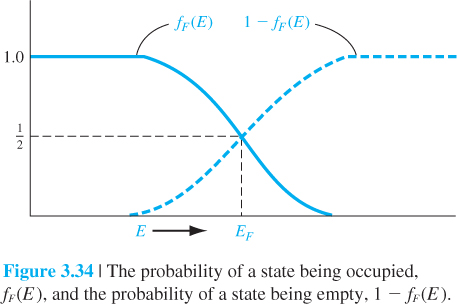 f_F(E) 1 − f_F(E)
1.0
1/2
E E_F
Figure 3.34 | The probability of a state being occupied,
f_F(E), and the probability of a state being empty, 1 − f_F(E).